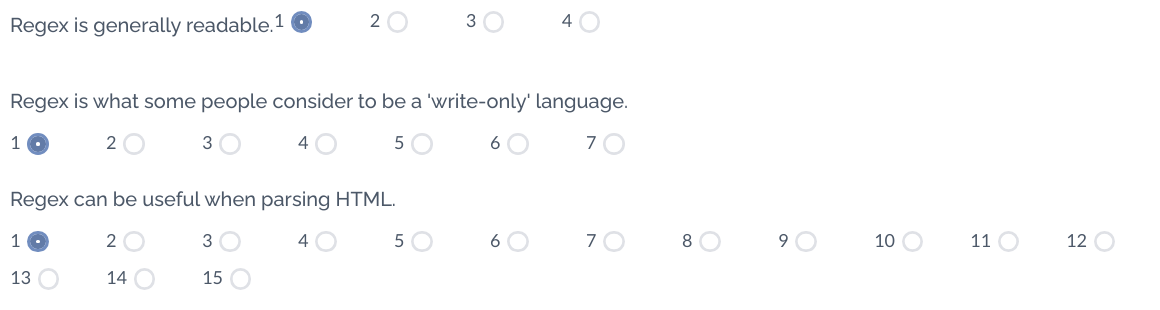 Regex is generally readable.1 2 3 4
Regex is what some people consider to be a 'write-only' language.
1 2 3 4 5 6 7
Regex can be useful when parsing HTML.
1 2 3 4 5 6 7 8 9 10 11 12
13 14 15